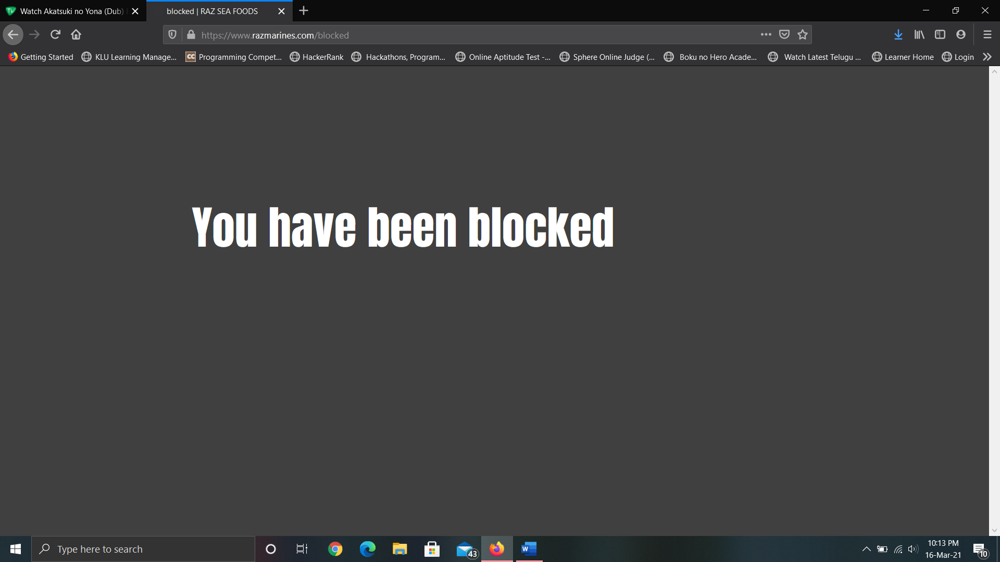 Watch Akatsuki no Yona (Dub)
blocked | RAZ SEA FOODS
https://www.razmarines.com/blocked
Getting Started
KLU Learning Manage...
CC
Programming Compet...
HackerRank
Hackathons, Program...
Online Aptitude Test -...
Sphere Online Judge (...
Boku no Hero Acade...
Watch Latest Telugu ...
Learner Home
Login
You have been blocked
Type here to search
43
10:13 PM
16-Mar-21
10